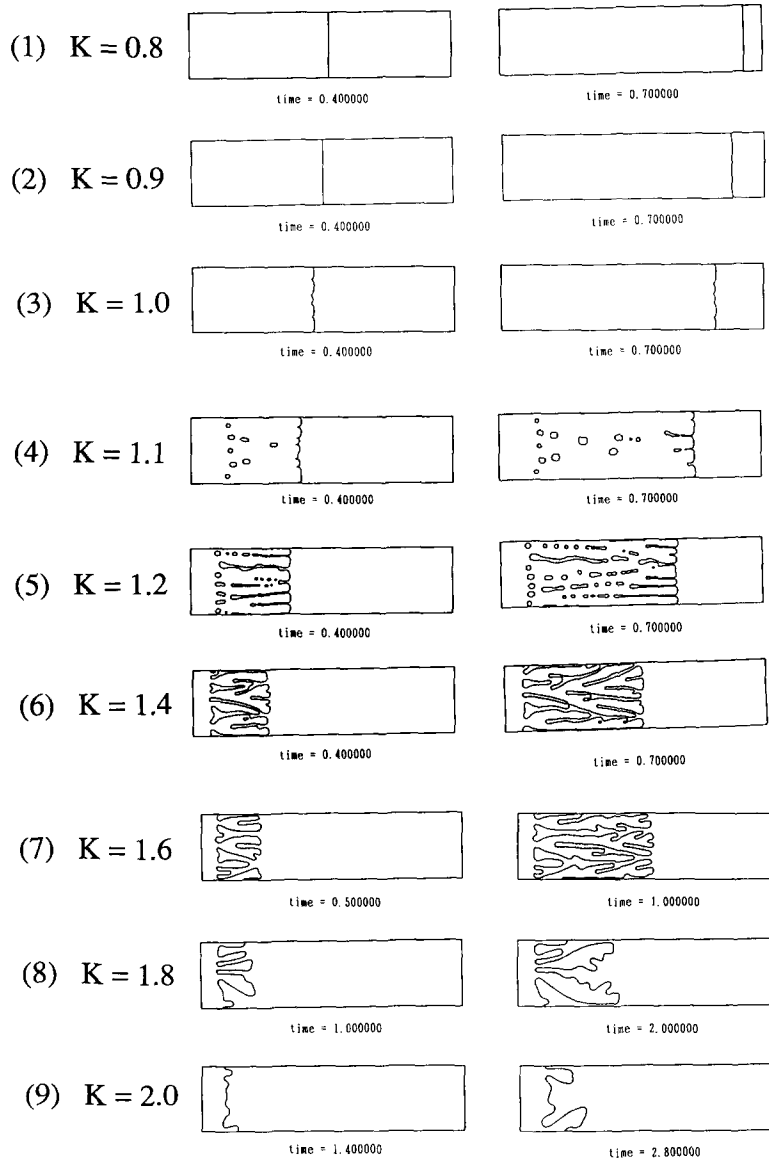 (1) K = 0.8
time = 0.400000
time = 0.700000
(2) K = 0.9
time = 0.400000
time = 0.700000
(3) K = 1.0
time = 0.400000
time = 0.700000
(4) K = 1.1
time = 0.400000
time = 0.700000
(5) K = 1.2
time = 0.400000
time = 0.700000
(6) K = 1.4
time = 0.400000
time = 0.700000
(7) K = 1.6
time = 0.500000
time = 1.000000
(8) K = 1.8
time = 1.000000
time = 2.000000
(9) K = 2.0
time = 1.400000
time = 2.800000